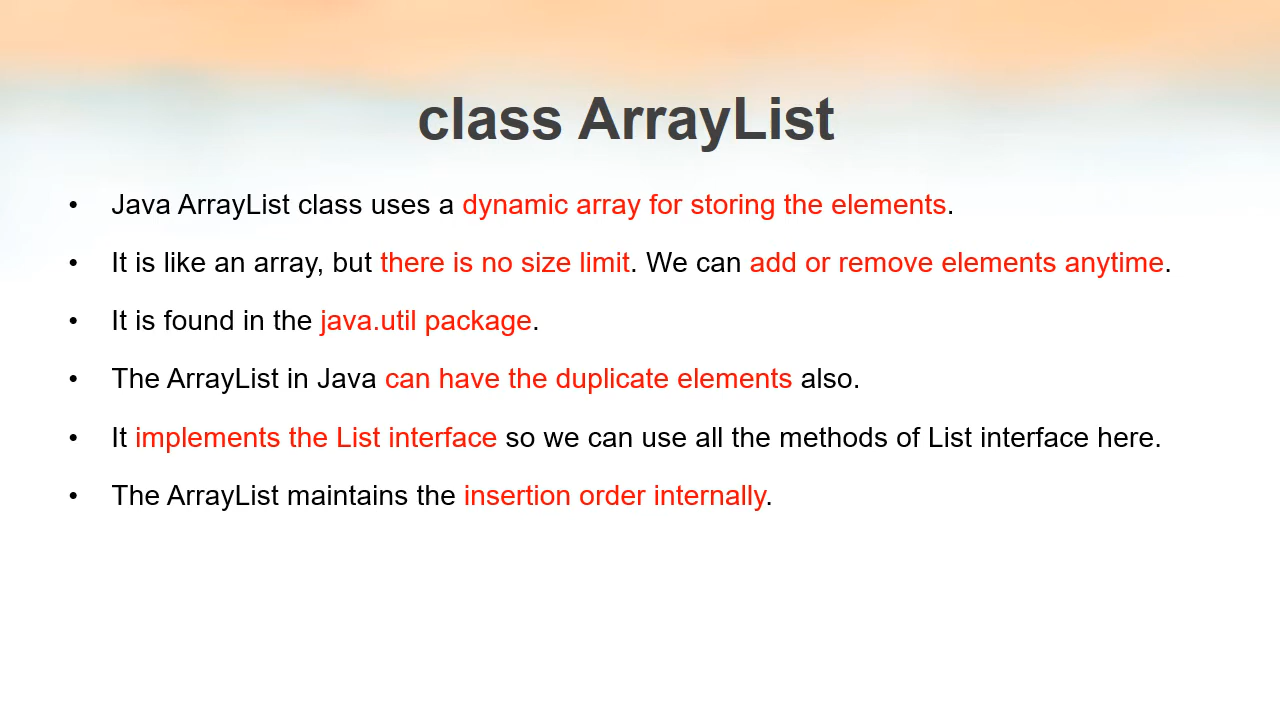 class ArrayList
• Java ArrayList class uses a dynamic array for storing the elements.
• It is like an array, but there is no size limit. We can add or remove elements anytime.
• It is found in the java.util package.
• The ArrayList in Java can have the duplicate elements also.
• It implements the List interface so we can use all the methods of List interface here.
• The ArrayList maintains the insertion order internally.